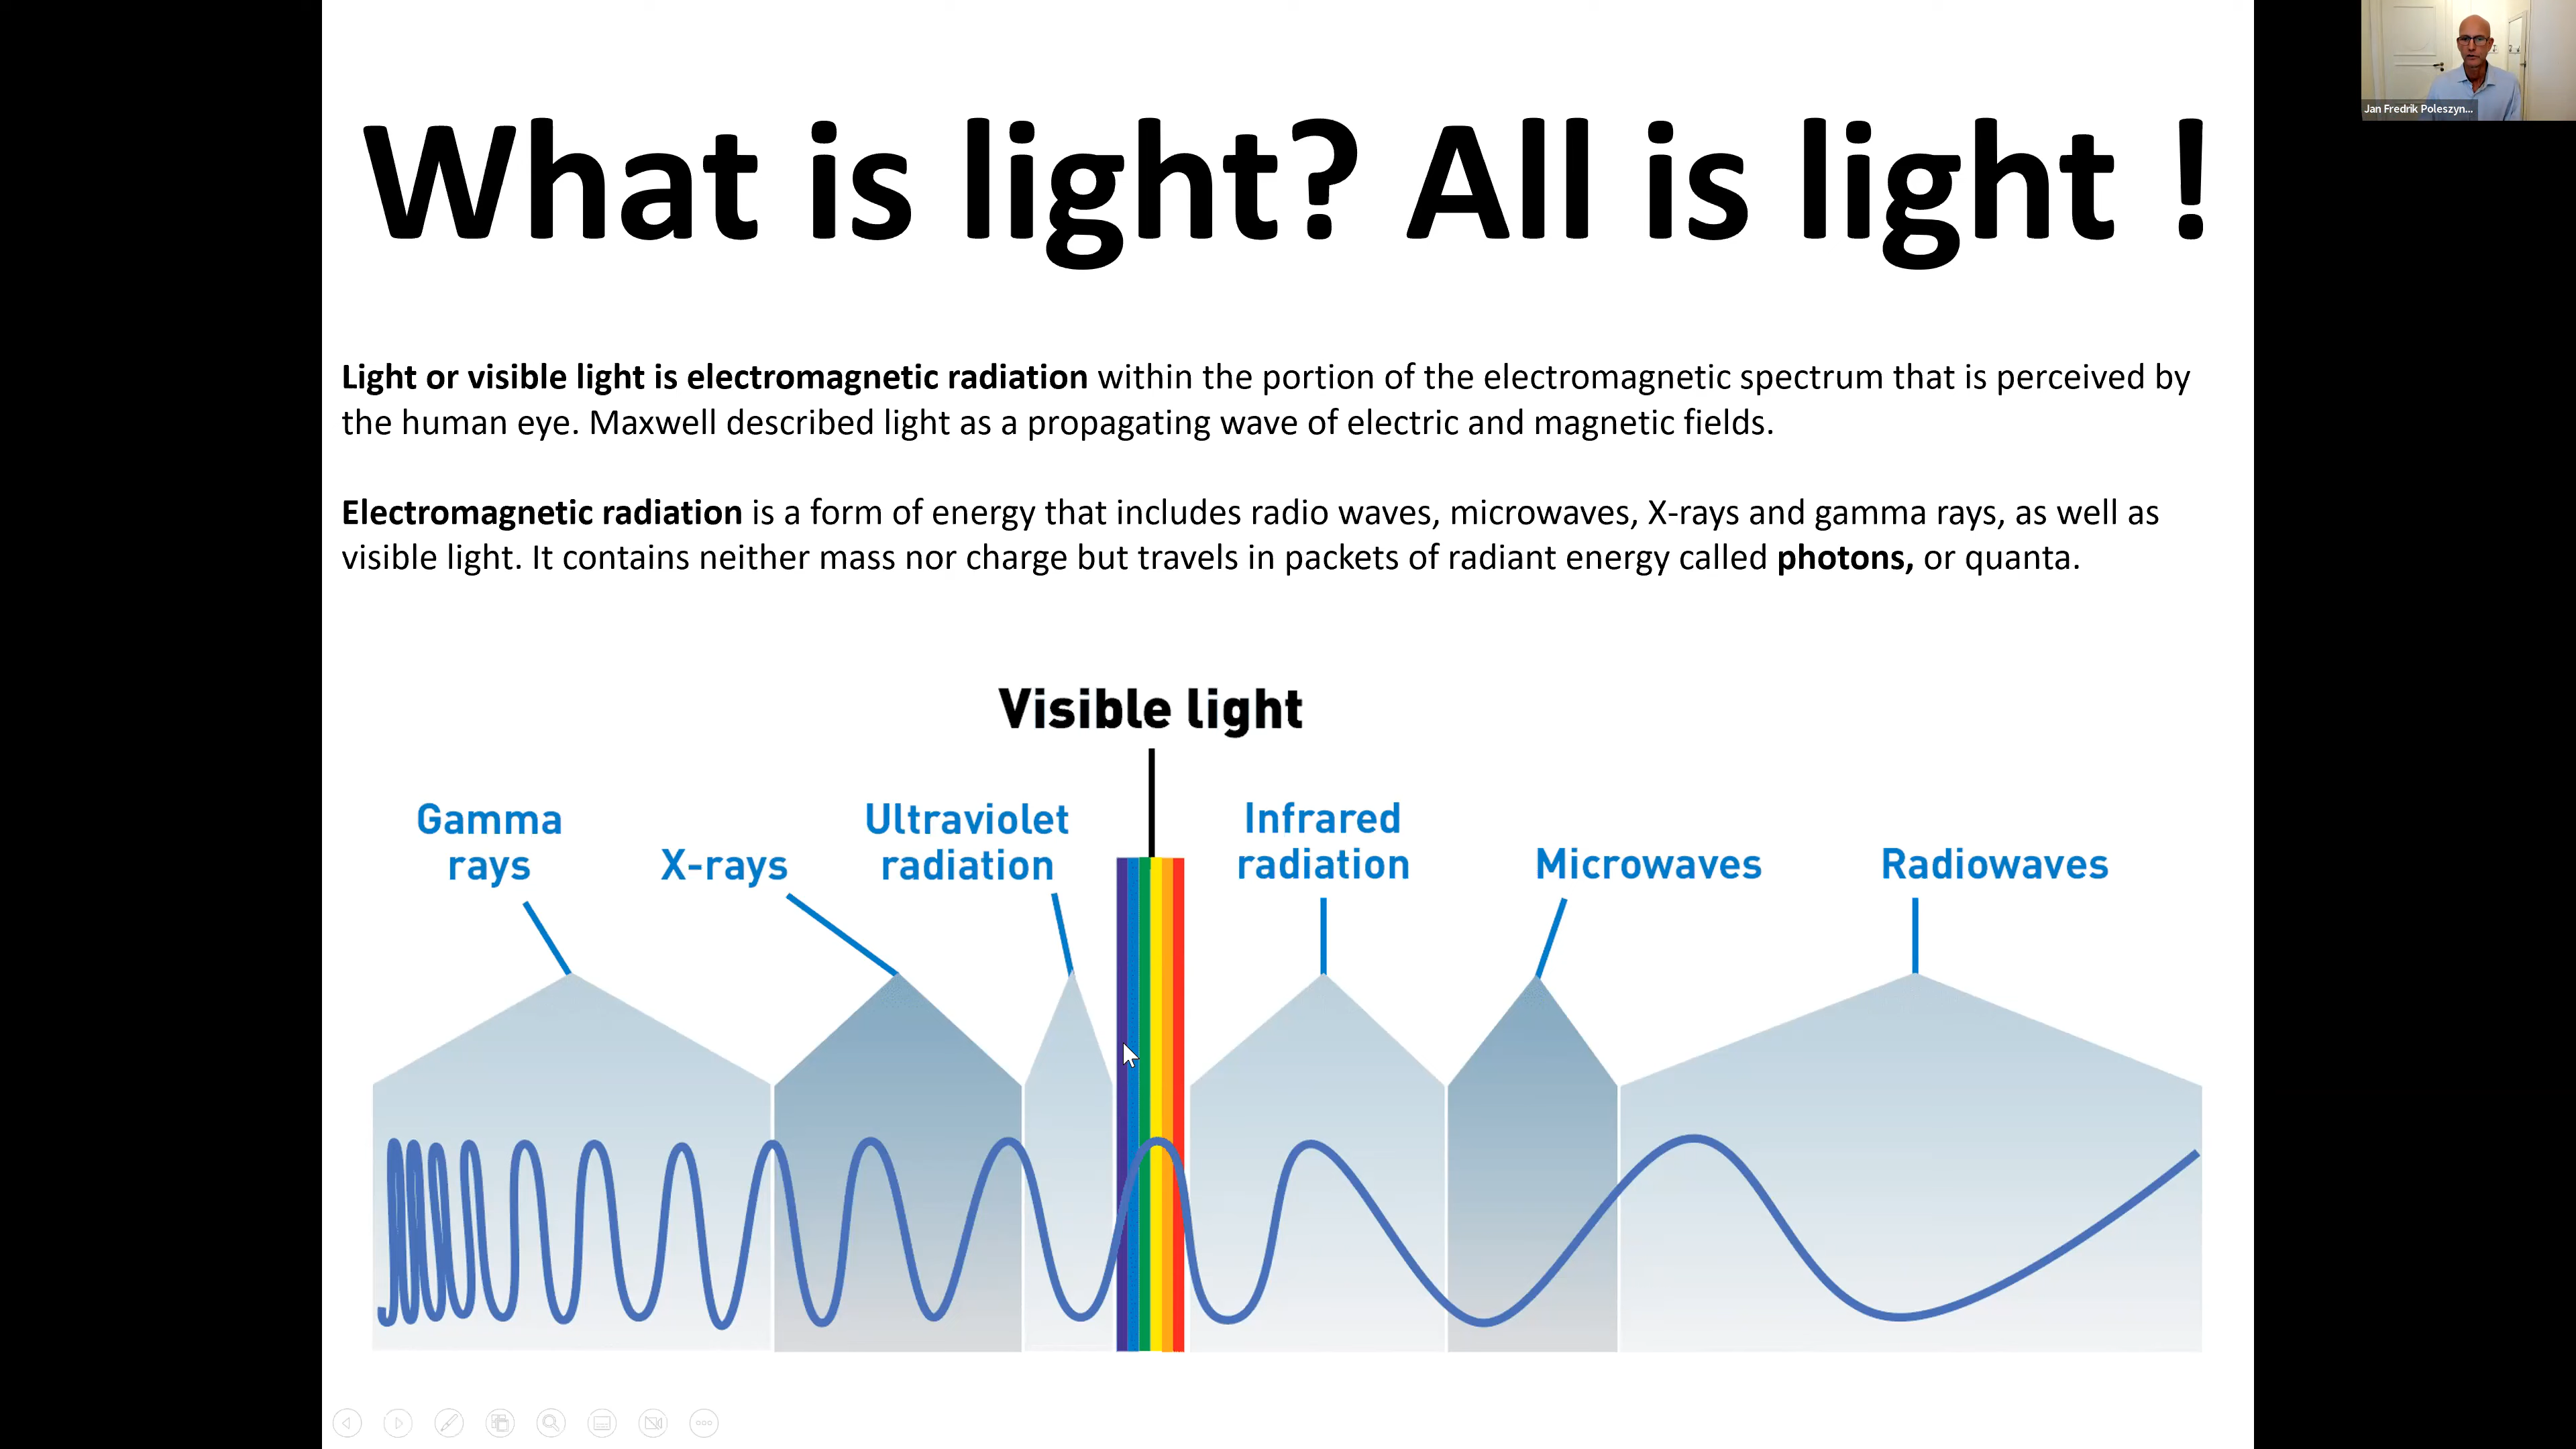 What is light? All is light !
Jan Fredrik Poleszyn...
Light or visible light is electromagnetic radiation within the portion of the electromagnetic spectrum that is perceived by
the human eye. Maxwell described light as a propagating wave of electric and magnetic fields.
Electromagnetic radiation is a form of energy that includes radio waves, microwaves, X-rays and gamma rays, as well as
visible light. It contains neither mass nor charge but travels in packets of radiant energy called photons, or quanta.
Visible light
Gamma
rays
X-rays
Ultraviolet
radiation
Infrared
radiation
Microwaves
Radiowaves